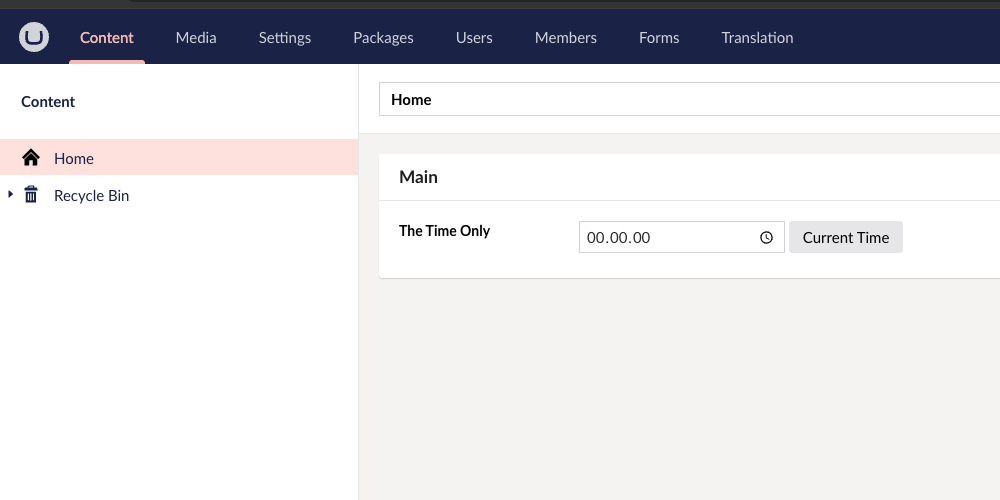 Content Media Settings Packages Users Members Forms Translation
Content
Home
Recycle Bin
Home
Main
The Time Only
00.00.00
Current Time